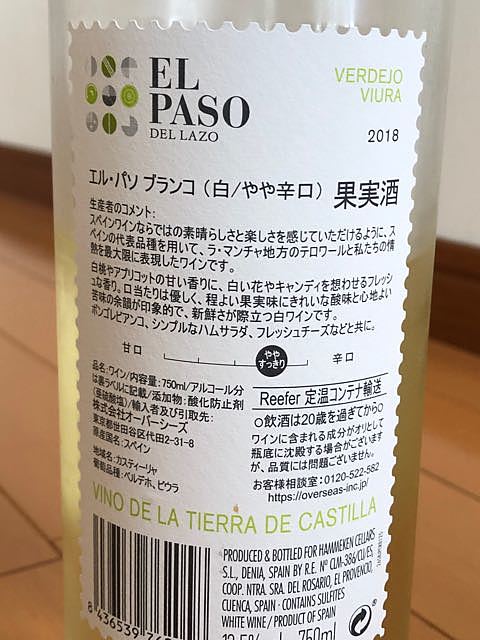 EL
PASO
DEL LAZO
VERDEJO
VIURA
2018
エル・パソ ブランコ（白/やや辛口） 果実酒
生産者のコメント:
スペインワインならではの素晴らしさと楽しさを感じていただけるように、ス
ペインの代表品種を用いて、ラ・マンチャ地方のテロワールと私たちの情
熱を最大限に表現したワインです。
白桃やアプリコットの甘い香りに、白い花やキャンディを想わせるフレッシ
ュな香り。口当たりは優しく、程よい果実味にきれいな酸味と心地よい
苦味の余韻が印象的で、新鮮さが際立つ白ワインです。
ボンゴレビアンコ、シンプルなハムサラダ、フレッシュチーズなどと共に。
甘口
やや
すっきり
辛口
品名:ワイン/内容量:750ml/アルコール分
は裏ラベルに記載/添加物:酸化防止剤
(亜硫酸塩)/輸入者及び引取先:
株式会社オーバーシーズ
東京都世田谷区代田2-31-8
原産国名:スペイン
地域名:カスティーリャ
葡萄品種:ベルデホ、ビウラ
Reefer 定温コンテナ輸送
○飲酒は20歳を過ぎてから○
ワインに含まれる成分がオリとして
瓶底に沈殿する場合がございます
が、品質には問題ございません。
お客様相談室:0120-522-582
https://overseas-inc.jp/
VINO DE LA TIERRA DE CASTILLA
PRODUCED & BOTTLED FOR HAMMEKEN CELLARS
S.L., DENIA, SPAIN BY R.E. Nº CLM-386/CU/ES,
COOP. NTRA. SRA. DEL ROSARIO, EL PROVENCIO,
CUENCA, SPAIN · CONTAINS SULFITES
WHITE WINE / PRODUCT OF SPAIN
750ml
8 436539